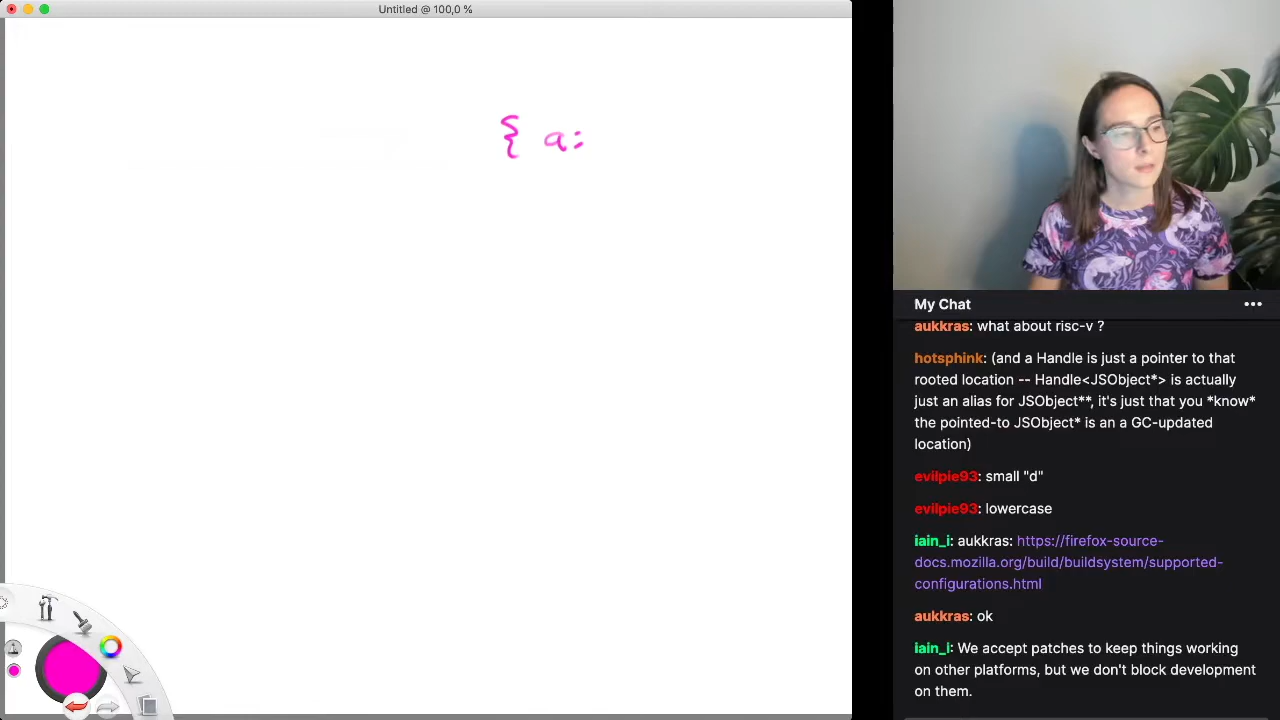 Untitled @ 100,0 %
{ a:
My Chat
aukkras: what about risc-v ?
hotsphink: (and a Handle is just a pointer to that
rooted location -- Handle<JSObject*> is actually
just an alias for JSObject**, it's just that you *know*
the pointed-to JSObject* is an a GC-updated
location)
evilpie93: small "d"
evilpie93: lowercase
iain_i: aukkras: https://firefox-source-
docs.mozilla.org/build/buildsystem/supported-
configurations.html
aukkras: ok
iain_i: We accept patches to keep things working
on other platforms, but we don't block development
on them.